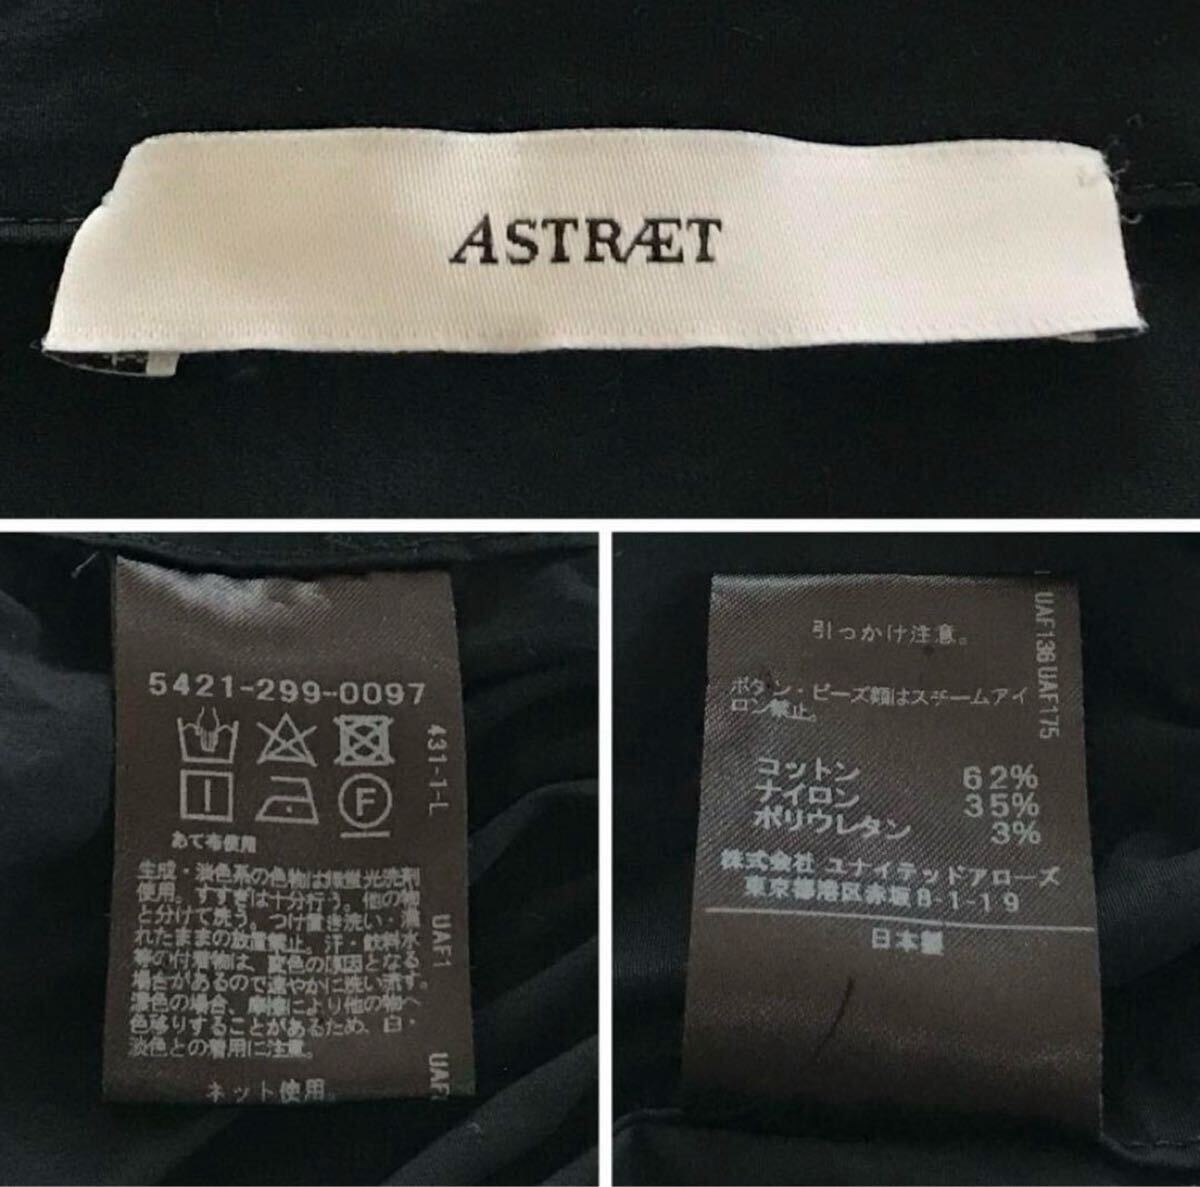 ASTRÆT
5421-299-0097
F
あて布使用
生成・淡色系の色物は無蛍光洗剤
使用。すすぎは十分行う。他の物
と分けて洗う。つけ置き洗い・濡
れたままの放置禁止。汗・飲料水
等の付着物は、変色の原因となる
場合があるので速やかに洗い流す。
濃色の場合、摩擦により他の物へ
色移りすることがあるため、白・
淡色との着用に注意。
ネット使用。
431-1-L
UAF1
引っかけ注意。
ボタン・ビーズ類はスチームアイ
ロン禁止。
コットン 62%
ナイロン 35%
ポリウレタン 3%
株式会社 ユナイテッドアローズ
東京都港区赤坂8-1-19
日本製
UAF136 UAF175